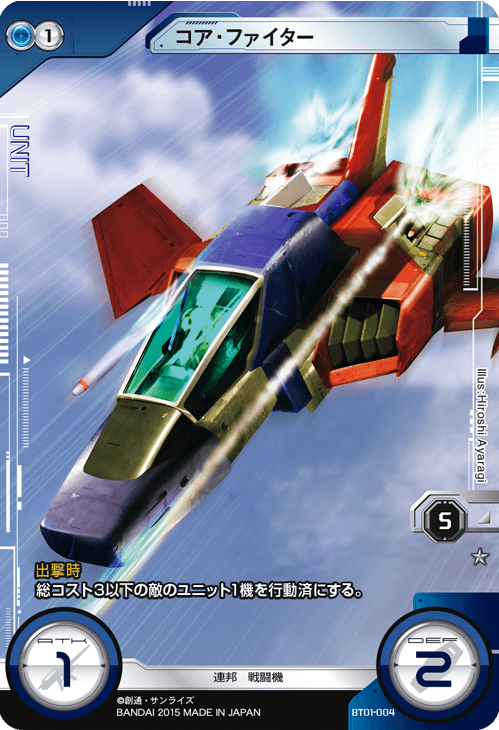 1
コア・ファイター
UNIT
Illus:Hiroshi Ayaragi
S
出撃時
総コスト3以下の敵のユニット1機を行動済にする。
ATK
1
DEF
2
連邦 戦闘機
©創通・サンライズ
BANDAI 2015 MADE IN JAPAN
BT01-004